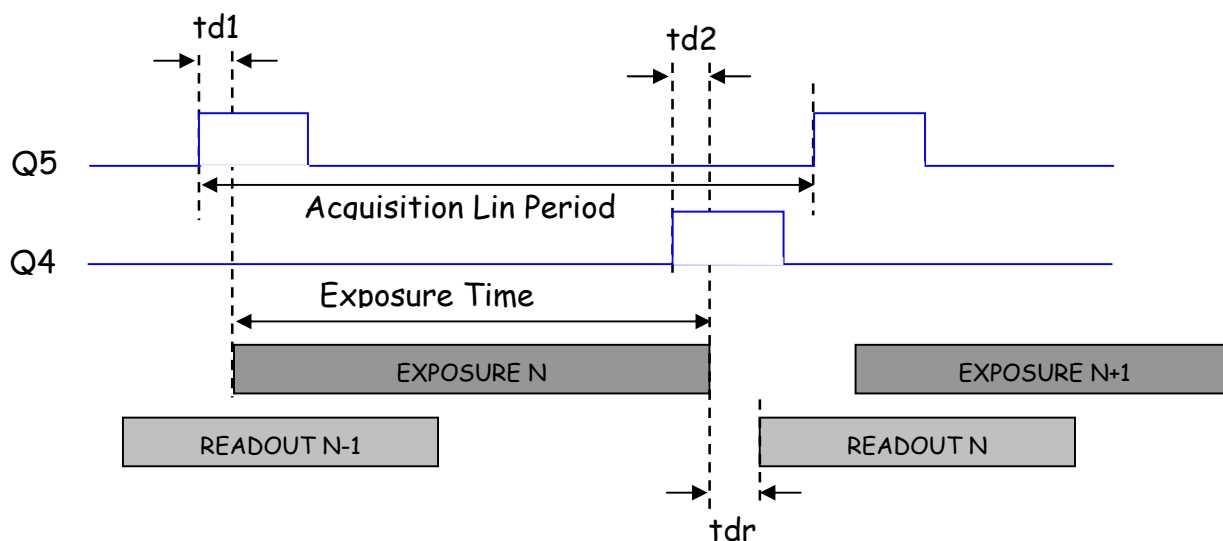 td1
td2
Q5
Acquisition Lin Period
Q4
Exposure Time
EXPOSURE N
EXPOSURE N+1
READOUT N-1
READOUT N
tdr